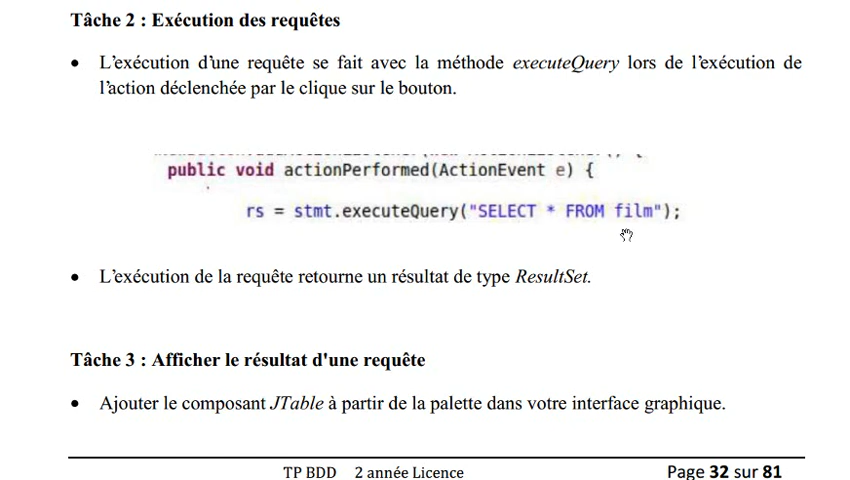 Tâche 2 : Exécution des requêtes
• L'exécution d'une requête se fait avec la méthode executeQuery lors de l'exécution de
l'action déclenchée par le clique sur le bouton.
public void actionPerformed(ActionEvent e) {
rs = stmt.executeQuery("SELECT * FROM film");
• L'exécution de la requête retourne un résultat de type ResultSet.
Tâche 3 : Afficher le résultat d'une requête
• Ajouter le composant JTable à partir de la palette dans votre interface graphique.
TP BDD 2 année Licence Page 32 sur 81